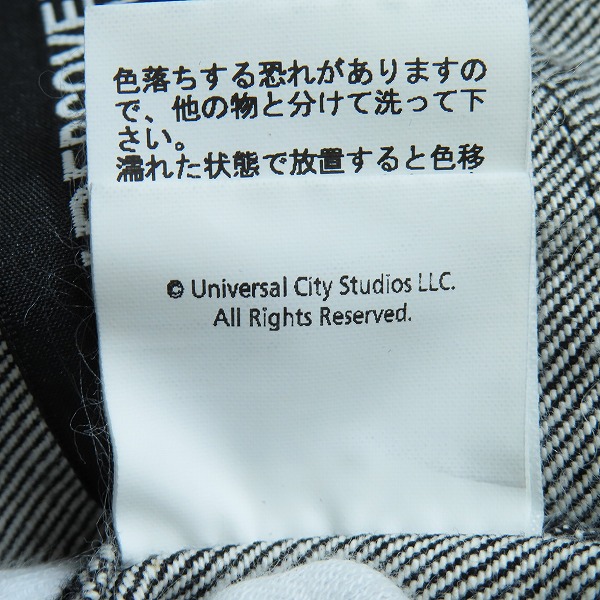 色落ちする恐れがありますの
で、他の物と分けて洗って下
さい。
濡れた状態で放置すると色移
© Universal City Studios LLC.
All Rights Reserved.